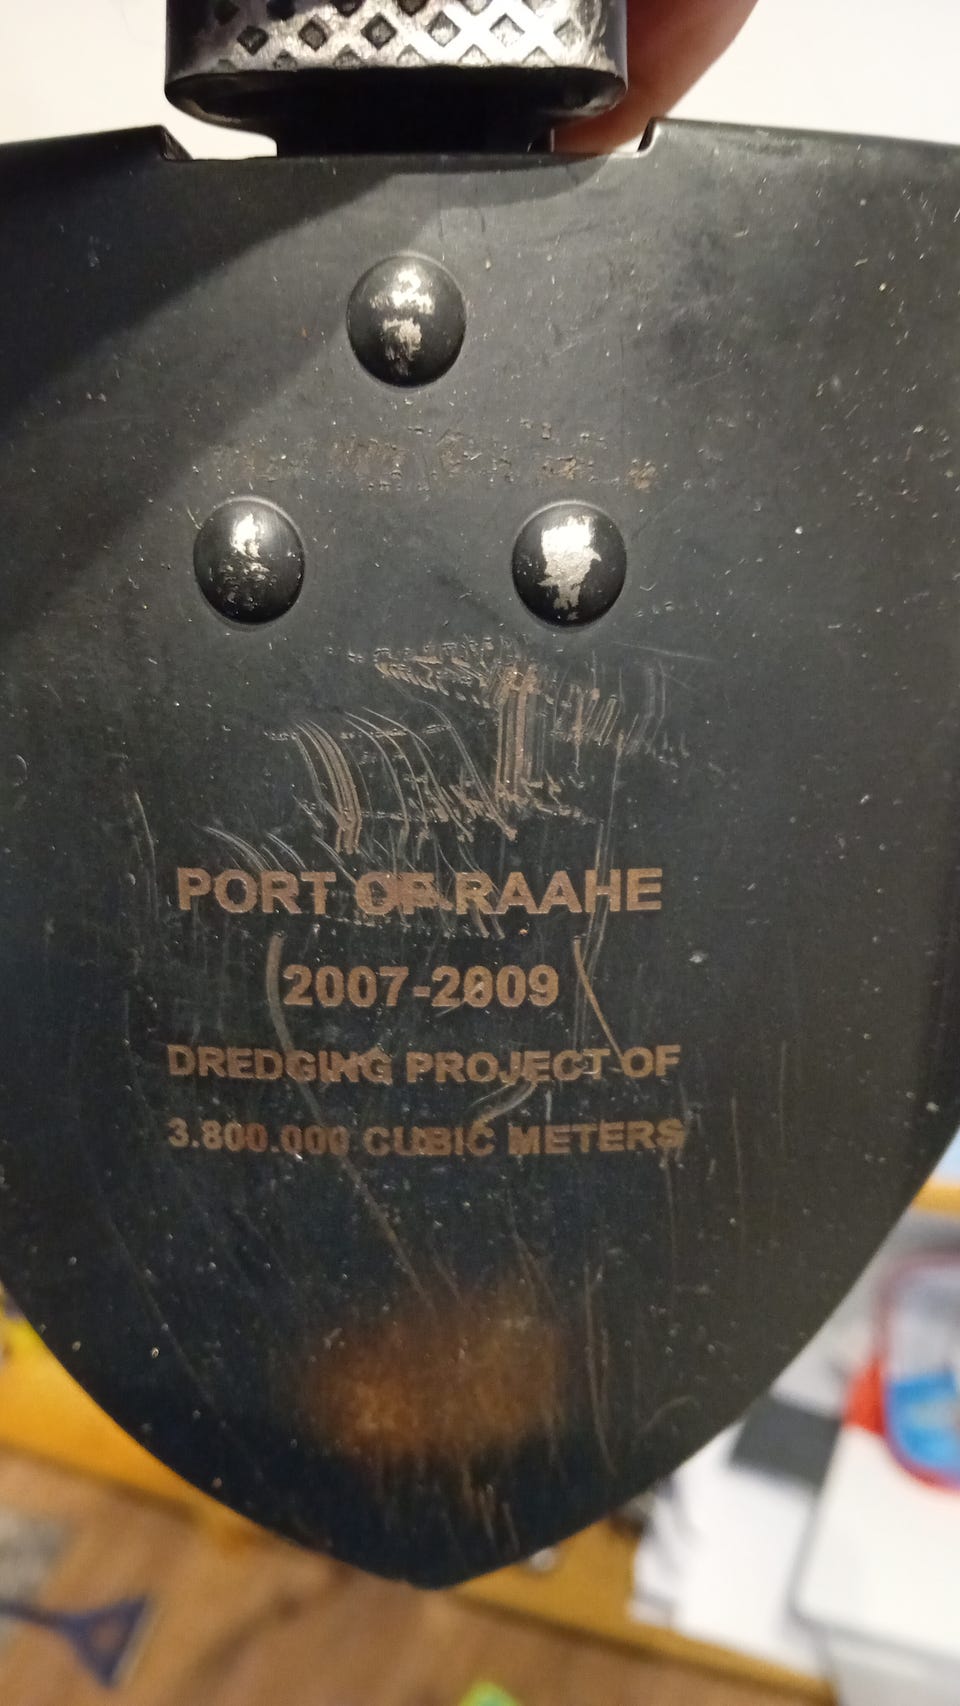 PORT OF RAAHE
2007-2009
DREDGING PROJECT OF
3.800.000 CUBIC METERS